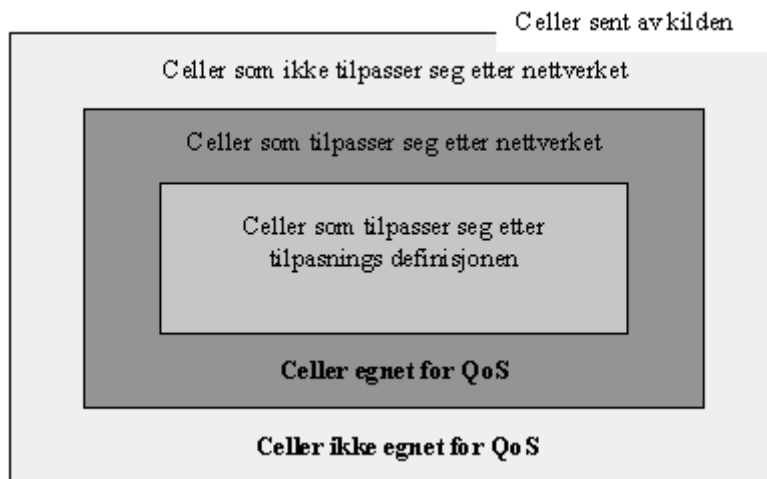 Celler sent av kilden
Celler som ikke tilpasser seg etter nettverket
Celler som tilpasser seg etter nettverket
Celler som tilpasser seg etter
tilpasnings definisjonen
Celler egnet for QoS
Celler ikke egnet for QoS